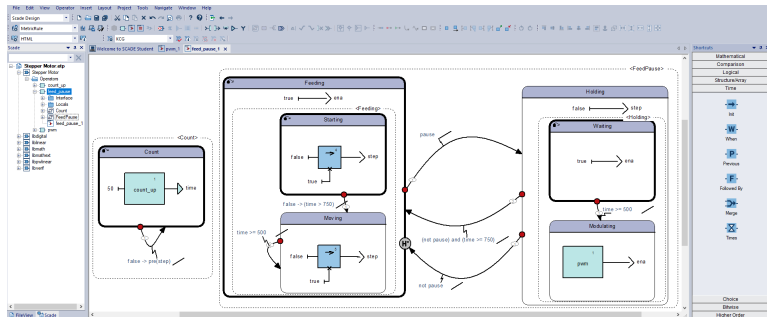 File Edit View Insert Layout Project Tools Navigate Window Help
Scade Design
MetroRure
HTML
KCG
Scade
Welcome to SCADE Student pwm_1 feed_pause_1
Shortcuts
Stepper Motor.etp
Stepper Motor
Operators
count_up
feed_pause
Interface
Locals
Count
FeedPause
feed_pause_1
pwm
libdigital
liblinear
libmath
libmathext
libpwlinear
libverif
FileView Scade
<Count>
Count
50
count_up
time
false -> pre(step)
<FeedPause>
Feeding
true
ena
<Feeding>
Starting
false
step
true
false -> (time > 750)
Moving
time >= 500
false
step
true
H*
pause
(not pause) and (time >= 750)
not pause
Holding
false
step
<Holding>
Waiting
true
ena
time >= 500
Modulating
pwm
ena
Mathematical
Comparison
Logical
Structure/Array
Time
Init
W
When
P
Previous
F
Followed By
Merge
Times
Choice
Bitwise
Higher Order